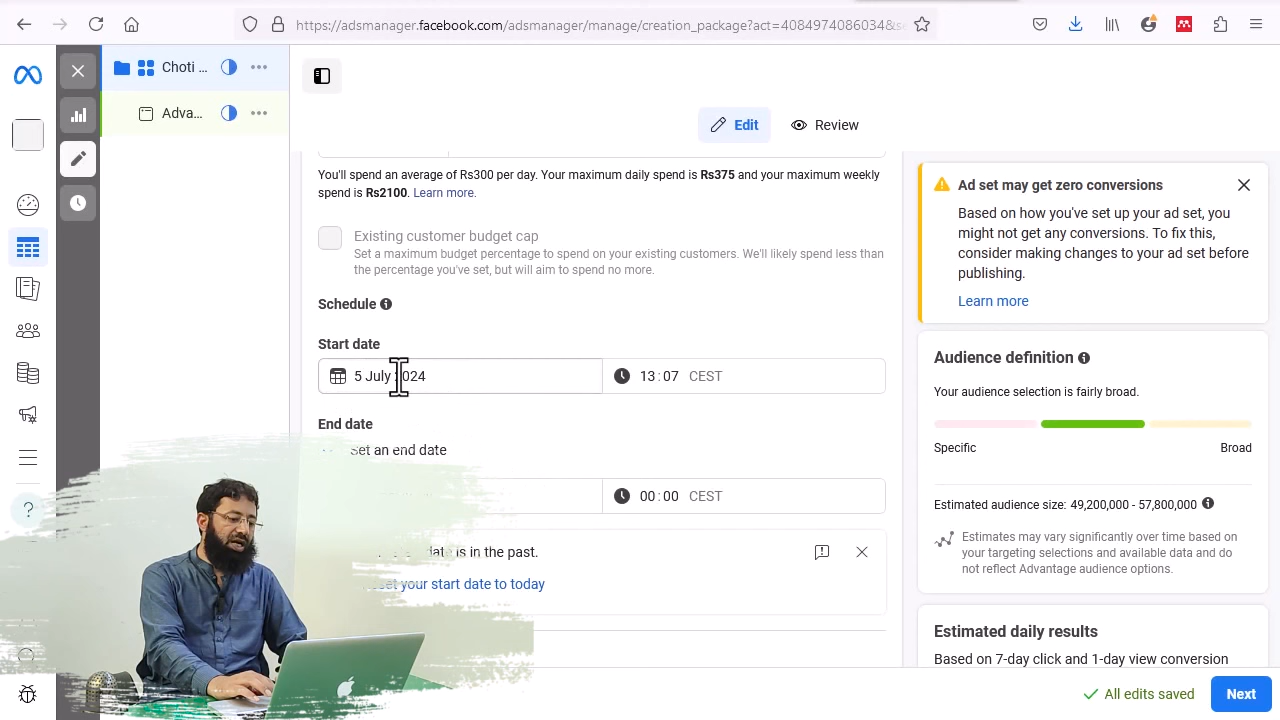 https://adsmanager.facebook.com/adsmanager/manage/creation_package?act=4084974086034&
Choti ...
Adva...
Edit
Review
You'll spend an average of Rs300 per day. Your maximum daily spend is Rs375 and your maximum weekly
spend is Rs2100. Learn more.
Existing customer budget cap
Set a maximum budget percentage to spend on your existing customers. We'll likely spend less than
the percentage you've set, but will aim to spend no more.
Schedule
Start date
5 July 2024
13:07 CEST
End date
Set an end date
00:00 CEST
is in the past.
your start date to today
Ad set may get zero conversions
Based on how you've set up your ad set, you
might not get any conversions. To fix this,
consider making changes to your ad set before
publishing.
Learn more
Audience definition
Your audience selection is fairly broad.
Specific
Broad
Estimated audience size: 49,200,000 - 57,800,000
Estimates may vary significantly over time based on
your targeting selections and available data and do
not reflect Advantage audience options.
Estimated daily results
Based on 7-day click and 1-day view conversion
All edits saved
Next